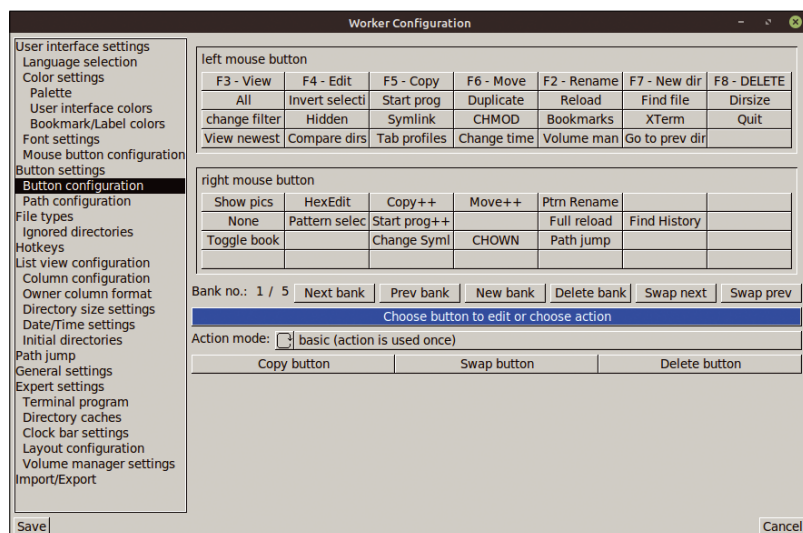 Worker Configuration
User interface settings
Language selection
Color settings
Palette
User interface colors
Bookmark/Label colors
Font settings
Mouse button configuration
Button settings
Button configuration
Path configuration
File types
Ignored directories
Hotkeys
List view configuration
Column configuration
Owner column format
Directory size settings
Date/Time settings
Initial directories
Path jump
General settings
Expert settings
Terminal program
Directory caches
Clock bar settings
Layout configuration
Volume manager settings
Import/Export
left mouse button
F3 - View F4 - Edit F5 - Copy F6 - Move F2 - Rename F7 - New dir F8 - DELETE
All Invert selecti Start prog Duplicate Reload Find file Dirsize
change filter Hidden Symlink CHMOD Bookmarks XTerm Quit
View newest Compare dirs Tab profiles Change time Volume man Go to prev dir
right mouse button
Show pics HexEdit Copy++ Move++ Ptrn Rename
None Pattern selec Start prog++ Full reload Find History
Toggle book Change Syml CHOWN Path jump
Bank no.: 1 / 5 Next bank Prev bank New bank Delete bank Swap next Swap prev
Choose button to edit or choose action
Action mode: basic (action is used once)
Copy button Swap button Delete button
Save Cancel